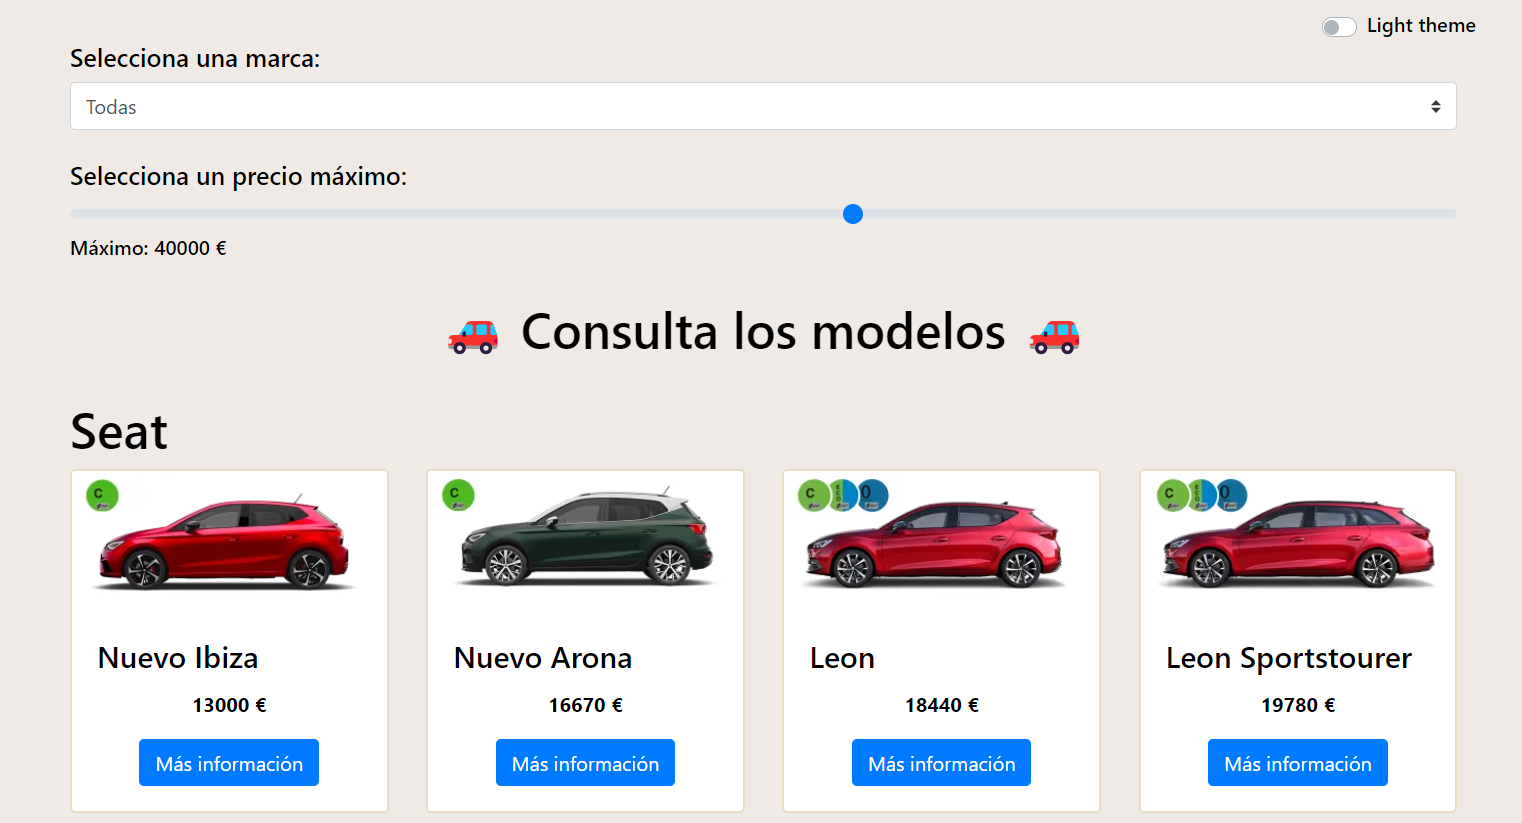 Light theme
Selecciona una marca:
Todas
Selecciona un precio máximo:
Máximo: 40000 €
Consulta los modelos
Seat
C
C
C ECO 0
C ECO 0
Nuevo Ibiza
Nuevo Arona
Leon
Leon Sportstourer
13000 €
16670 €
18440 €
19780 €
Más información
Más información
Más información
Más información